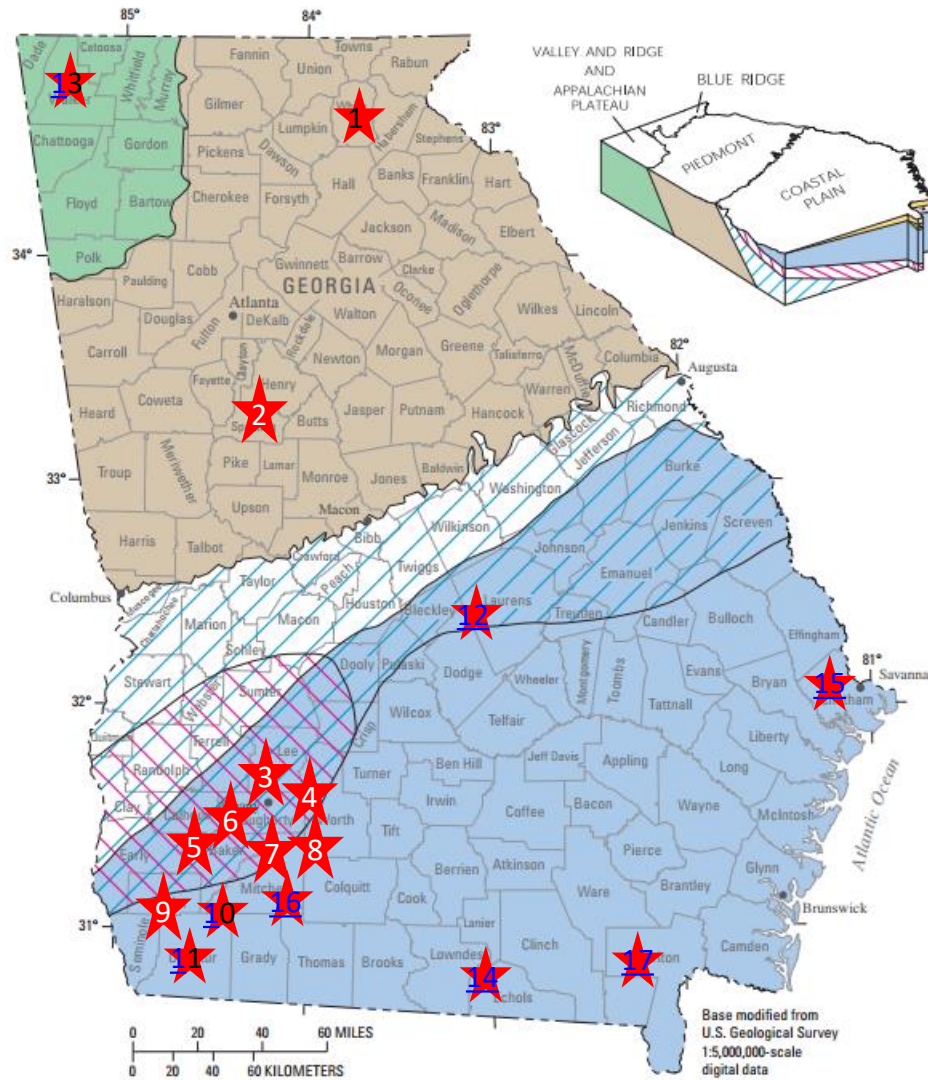 85°
84°
VALLEY AND RIDGE
AND
APPALACHIAN
PLATEAU
BLUE RIDGE
PIEDMONT
COASTAL
PLAIN
Dade
Catoosa
Whitfield
Murray
Fannin
Towns
Union
Rabun
13
Gilmer
1
Habersham
83°
Chattooga
Gordon
Lumpkin
Stephens
Pickens
Dawson
Hall
Banks
Franklin
Hart
Floyd
Bartow
Cherokee
Forsyth
Jackson
Madison
Elbert
34°
Polk
Cobb
Gwinnett
Barrow
Clarke
Paulding
GEORGIA
Oconee
Oglethorpe
Haralson
Atlanta
Wilkes
Lincoln
Douglas
Fulton
DeKalb
Rockdale
Walton
Carroll
Clayton
Newton
Morgan
Greene
Taliaferro
McDuffie
Columbia
82°
Augusta
Fayette
Henry
Warren
Heard
Coweta
2
Butts
Jasper
Putnam
Hancock
Glascock
Richmond
Jefferson
33°
Troup
Meriwether
Pike
Lamar
Monroe
Jones
Baldwin
Washington
Burke
Upson
Macon
Wilkinson
Harris
Talbot
Crawford
Bibb
Twiggs
Johnson
Jenkins
Screven
Columbus
Muscogee
Chattahochee
Taylor
Peach
Houston
Emanuel
Marion
Macon
Bleckley
12
Laurens
Treutlen
Candler
Bulloch
Effingham
Schley
Stewart
Dooly
Pulaski
Dodge
Wheeler
Montgomery
Toombs
Evans
Bryan
15
81°
Savannah
32°
Webster
Sumter
Quitman
Terrell
Lee
Crisp
Wilcox
Telfair
Tattnall
Liberty
Randolph
3
Turner
Ben Hill
Jeff Davis
Appling
Long
Clay
4
Worth
Irwin
Coffee
Bacon
Wayne
McIntosh
6
Tift
Early
5
Baker
7
8
Pierce
Atlantic Ocean
Mitchell
Colquitt
Berrien
Atkinson
Glynn
9
10
16
Cook
Ware
Brantley
Brunswick
31°
Seminole
Lanier
11
Grady
Thomas
Brooks
Lowndes
Clinch
17
Camden
14
Echols
0 20 40 60 MILES
0 20 40 60 KILOMETERS
Base modified from
U.S. Geological Survey
1:5,000,000-scale
digital data